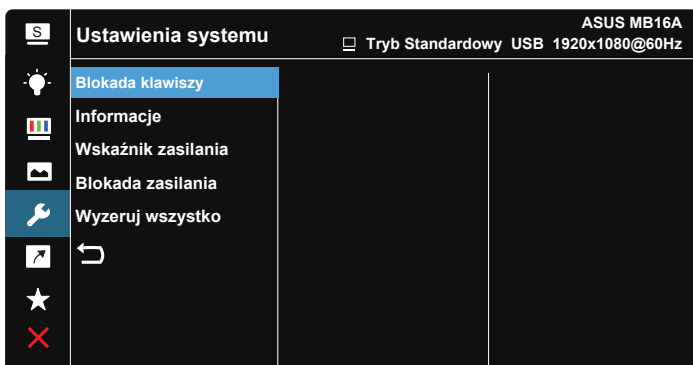 S
Ustawienia systemu
ASUS MB16A
Tryb Standardowy USB 1920x1080@60Hz
Blokada klawiszy
Informacje
Wskaźnik zasilania
Blokada zasilania
Wyzeruj wszystko